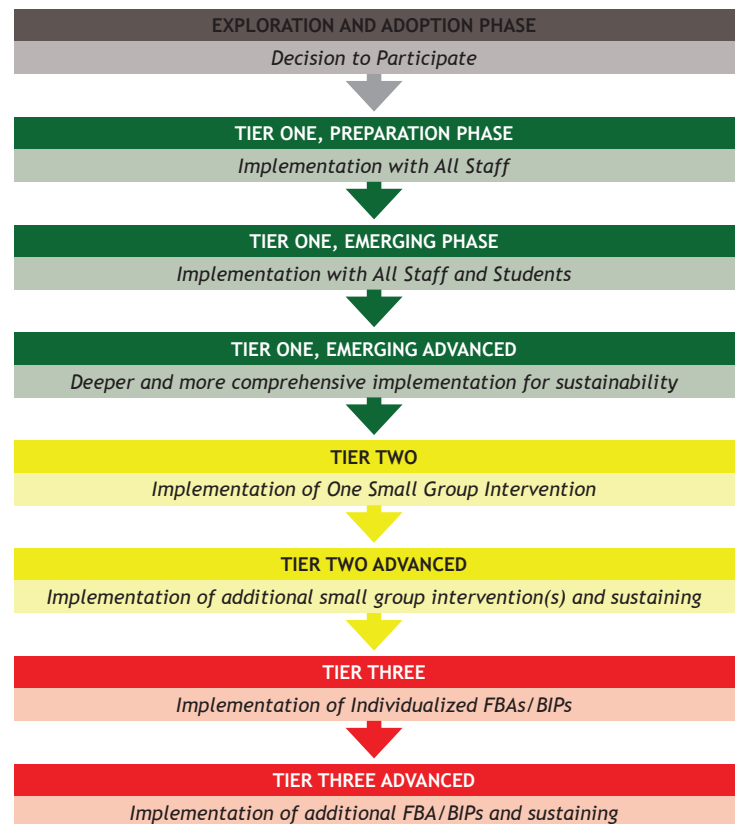 EXPLORATION AND ADOPTION PHASE
Decision to Participate
TIER ONE, PREPARATION PHASE
Implementation with All Staff
TIER ONE, EMERGING PHASE
Implementation with All Staff and Students
TIER ONE, EMERGING ADVANCED
Deeper and more comprehensive implementation for sustainability
TIER TWO
Implementation of One Small Group Intervention
TIER TWO ADVANCED
Implementation of additional small group intervention(s) and sustaining
TIER THREE
Implementation of Individualized FBAs/BIPs
TIER THREE ADVANCED
Implementation of additional FBA/BIPs and sustaining